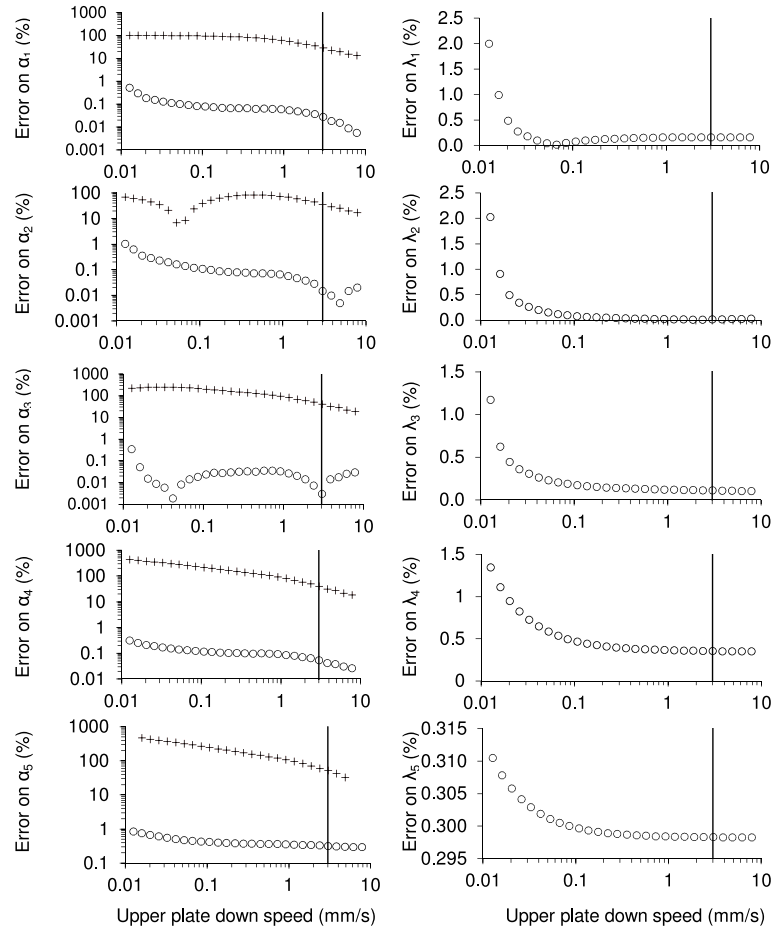 Error on α1 (%)
1000
100
10
1
0.1
0.01
0.001
0.01 0.1 1 10
Error on λ1 (%)
2.5
2.0
1.5
1.0
0.5
0.0
0.01 0.1 1 10
Error on α2 (%)
100
10
1
0.1
0.01
0.001
0.01 0.1 1 10
Error on λ2 (%)
2.5
2.0
1.5
1.0
0.5
0.0
0.01 0.1 1 10
Error on α3 (%)
1000
100
10
1
0.1
0.01
0.001
0.01 0.1 1 10
Error on λ3 (%)
1.5
1.0
0.5
0.0
0.01 0.1 1 10
Error on α4 (%)
1000
100
10
1
0.1
0.01
0.01 0.1 1 10
Error on λ4 (%)
1.5
1
0.5
0
0.01 0.1 1 10
Error on α5 (%)
1000
100
10
1
0.1
0.01 0.1 1 10
Upper plate down speed (mm/s)
Error on λ5 (%)
0.315
0.310
0.305
0.300
0.295
0.01 0.1 1 10
Upper plate down speed (mm/s)